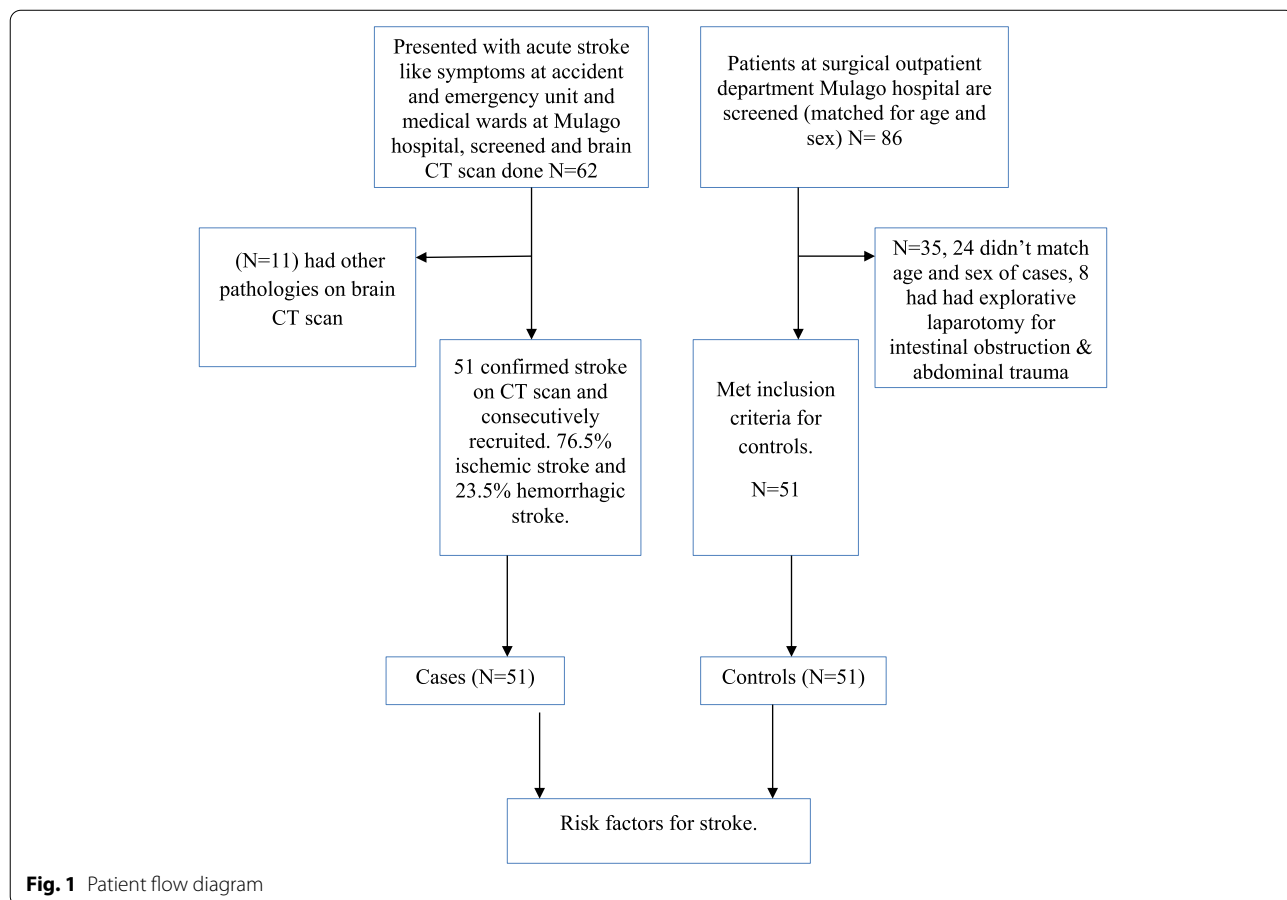 Presented with acute stroke
like symptoms at accident
and emergency unit and
medical wards at Mulago
hospital, screened and brain
CT scan done N=62
Patients at surgical outpatient
department Mulago hospital are
screened (matched for age and
sex) N= 86
(N=11) had other
pathologies on brain
CT scan
N=35, 24 didn’t match
age and sex of cases, 8
had had explorative
laparotomy for
intestinal obstruction &
abdominal trauma
51 confirmed stroke
on CT scan and
consecutively
recruited. 76.5%
ischemic stroke and
23.5% hemorrhagic
stroke.
Met inclusion
criteria for
controls.
N=51
Cases (N=51)
Controls (N=51)
Risk factors for stroke.
Fig. 1 Patient flow diagram